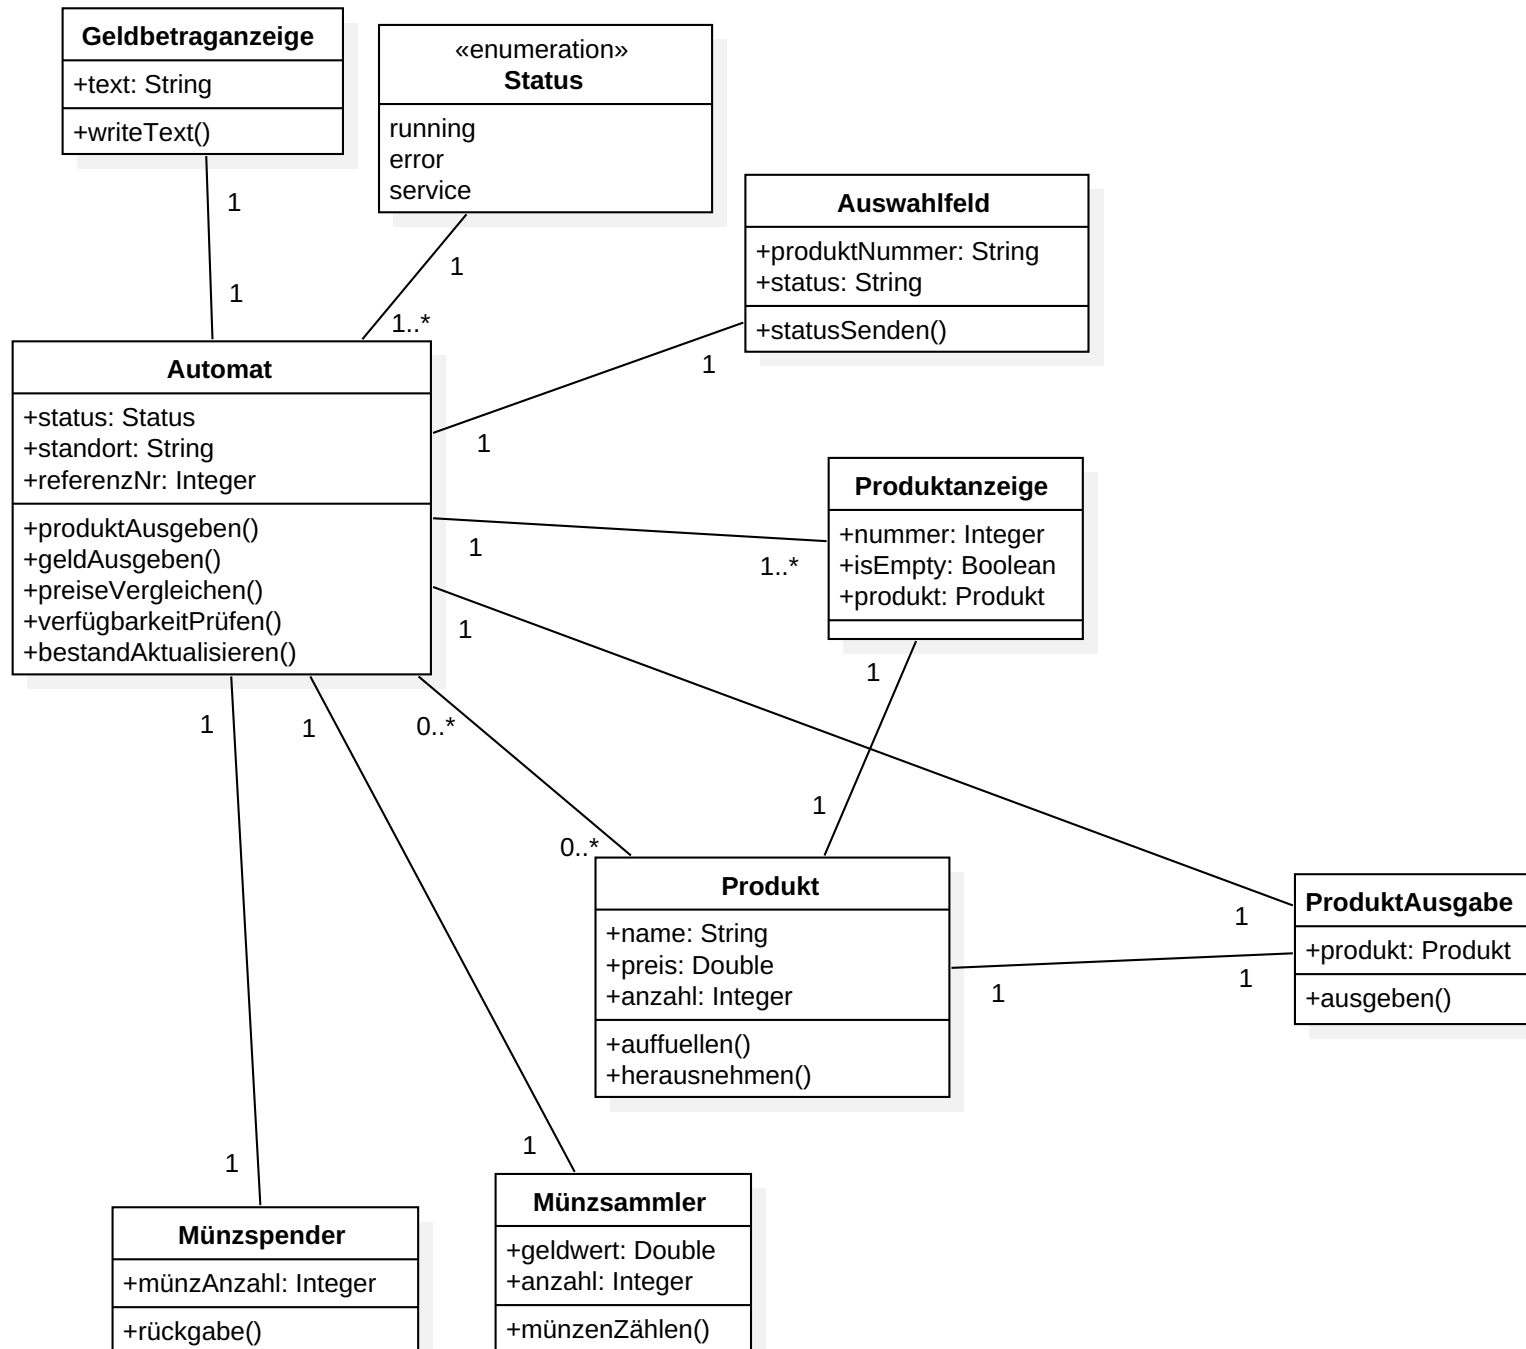 Geldbetraganzeige
+text: String
+writeText()
«enumeration»
Status
running
error
service
Auswahlfeld
+produktNummer: String
+status: String
+statusSenden()
1
1
1
1..*
1
1
Automat
+status: Status
+standort: String
+referenzNr: Integer
+produktAusgeben()
+geldAusgeben()
+preiseVergleichen()
+verfügbarkeitPrüfen()
+bestandAktualisieren()
Produktanzeige
+nummer: Integer
+isEmpty: Boolean
+produkt: Produkt
1
1..*
1
1
1
1
0..*
1
0..*
Produkt
+name: String
+preis: Double
+anzahl: Integer
+auffuellen()
+herausnehmen()
1
ProduktAusgabe
+produkt: Produkt
+ausgeben()
1
1
1
1
Münzspender
+münzAnzahl: Integer
+rückgabe()
Münzsammler
+geldwert: Double
+anzahl: Integer
+münzenZählen()